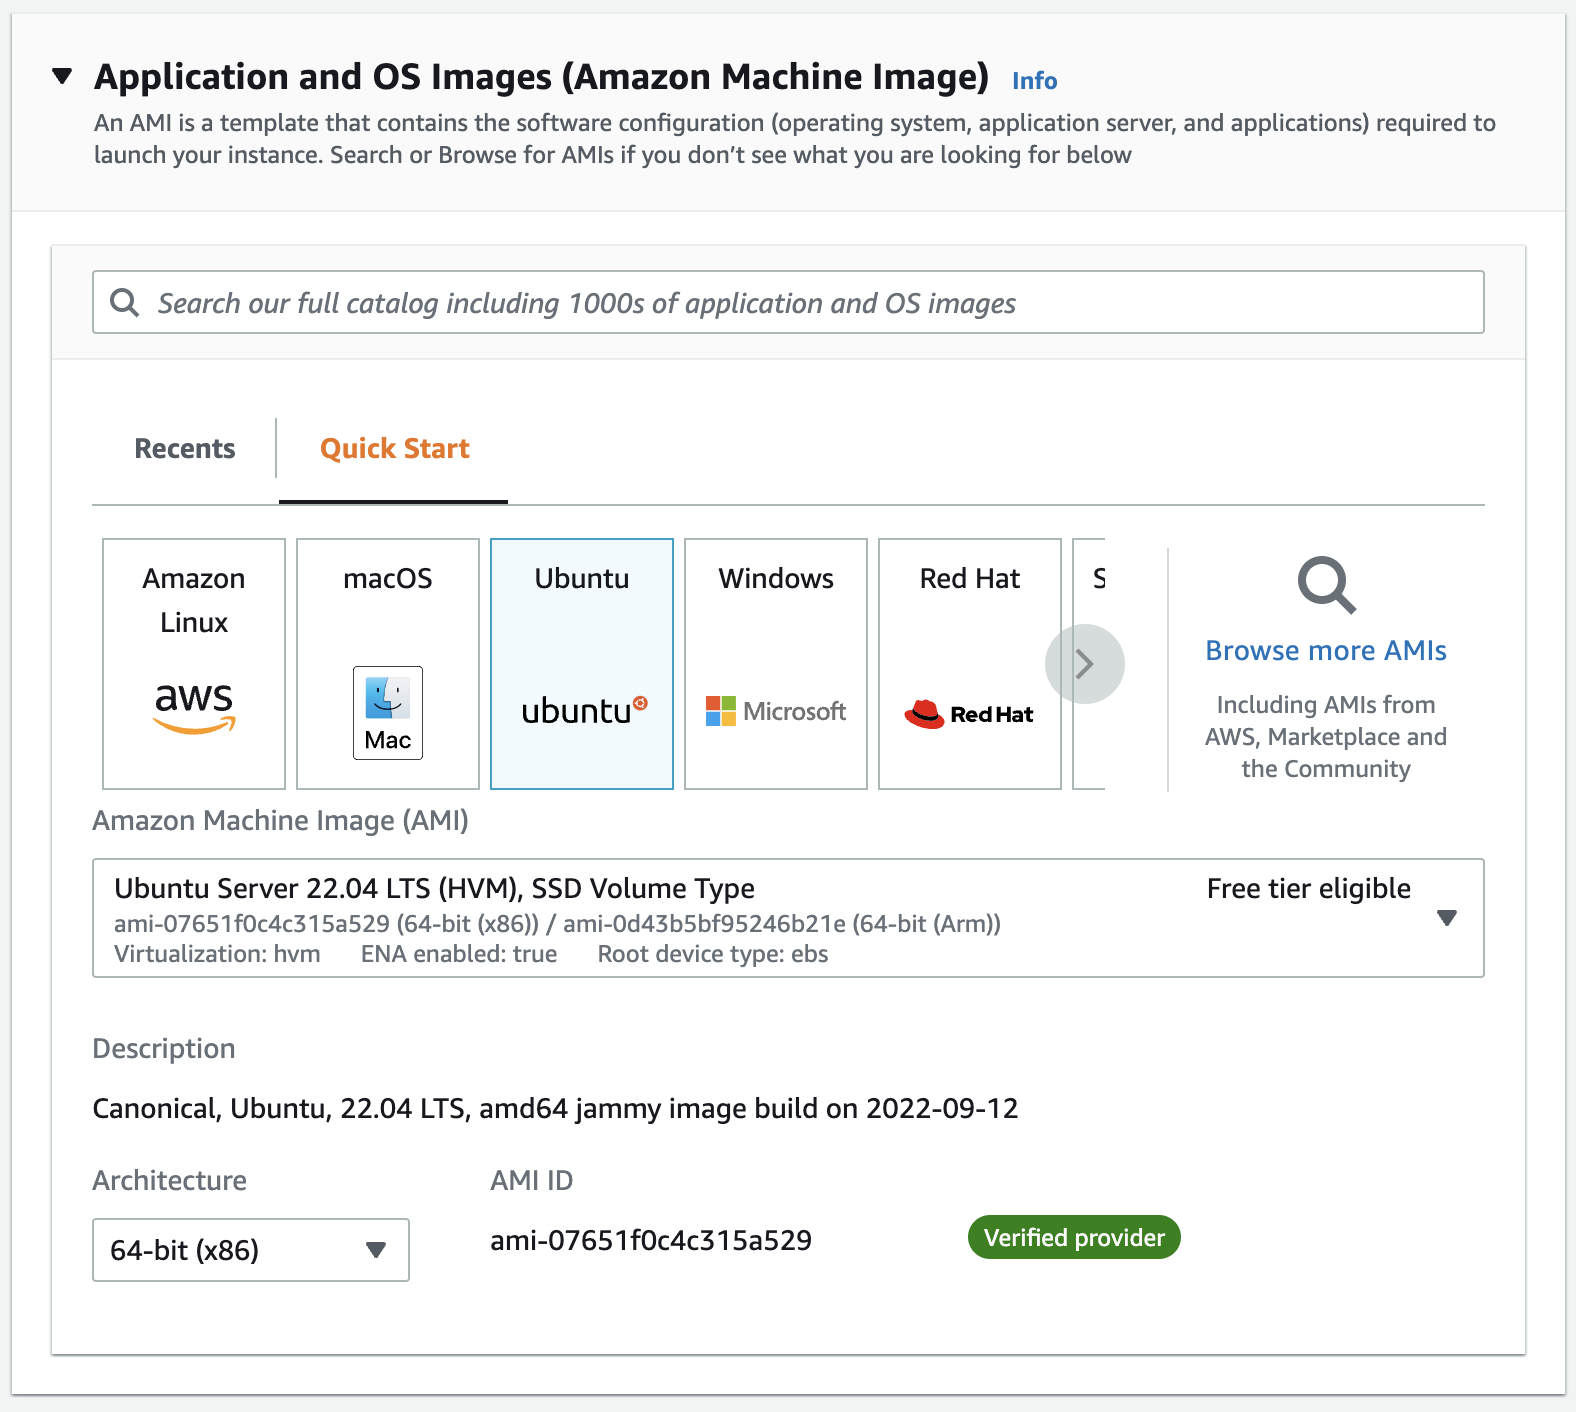 Application and OS Images (Amazon Machine Image) Info
An AMI is a template that contains the software configuration (operating system, application server, and applications) required to
launch your instance. Search or Browse for AMIs if you don’t see what you are looking for below
Search our full catalog including 1000s of application and OS images
Recents
Quick Start
Amazon
Linux
aws
macOS
Mac
Ubuntu
ubuntu
Windows
Microsoft
Red Hat
Red Hat
S
Browse more AMIs
Including AMIs from
AWS, Marketplace and
the Community
Amazon Machine Image (AMI)
Ubuntu Server 22.04 LTS (HVM), SSD Volume Type
Free tier eligible
ami-07651f0c4c315a529 (64-bit (x86)) / ami-0d43b5bf95246b21e (64-bit (Arm))
Virtualization: hvm ENA enabled: true Root device type: ebs
Description
Canonical, Ubuntu, 22.04 LTS, amd64 jammy image build on 2022-09-12
Architecture
AMI ID
64-bit (x86)
ami-07651f0c4c315a529
Verified provider